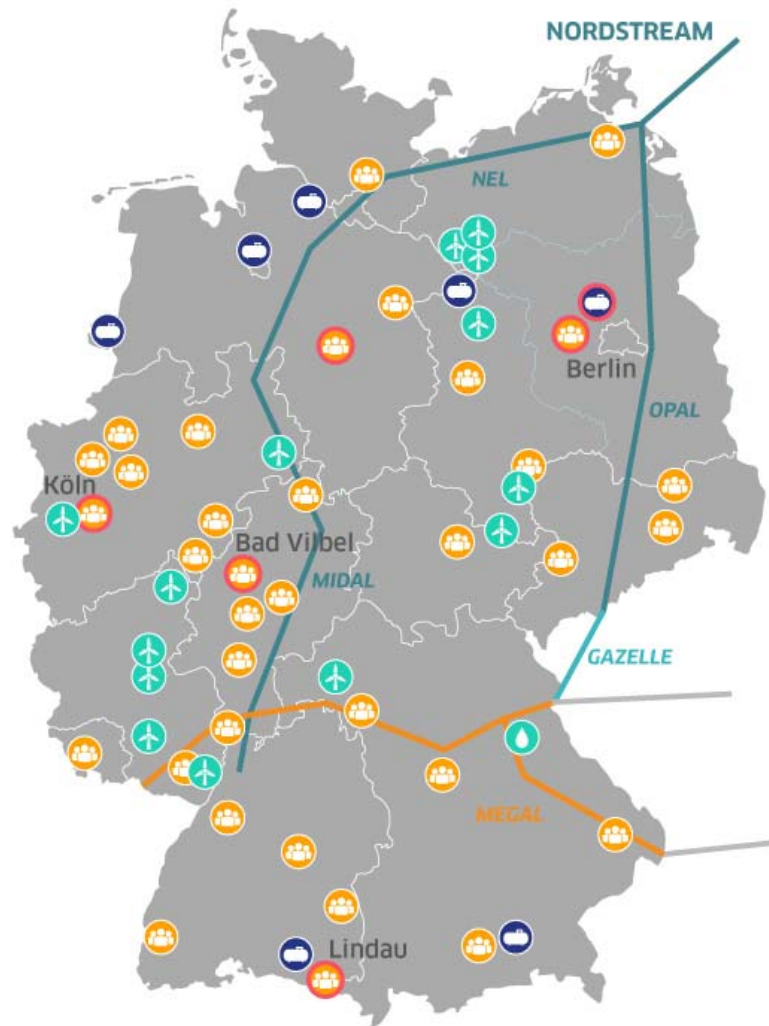 NORDSTREAM
NEL
Berlin
OPAL
Köln
Bad Vilbel
MIDAL
GAZELLE
MEGAL
Lindau